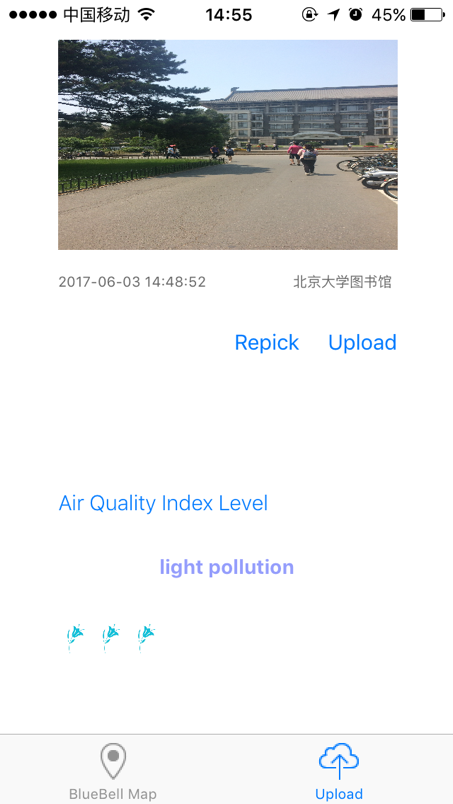 中国移动 14:55 45%
2017-06-03 14:48:52 北京大学图书馆
Repick Upload
Air Quality Index Level
light pollution
BlueBell Map Upload